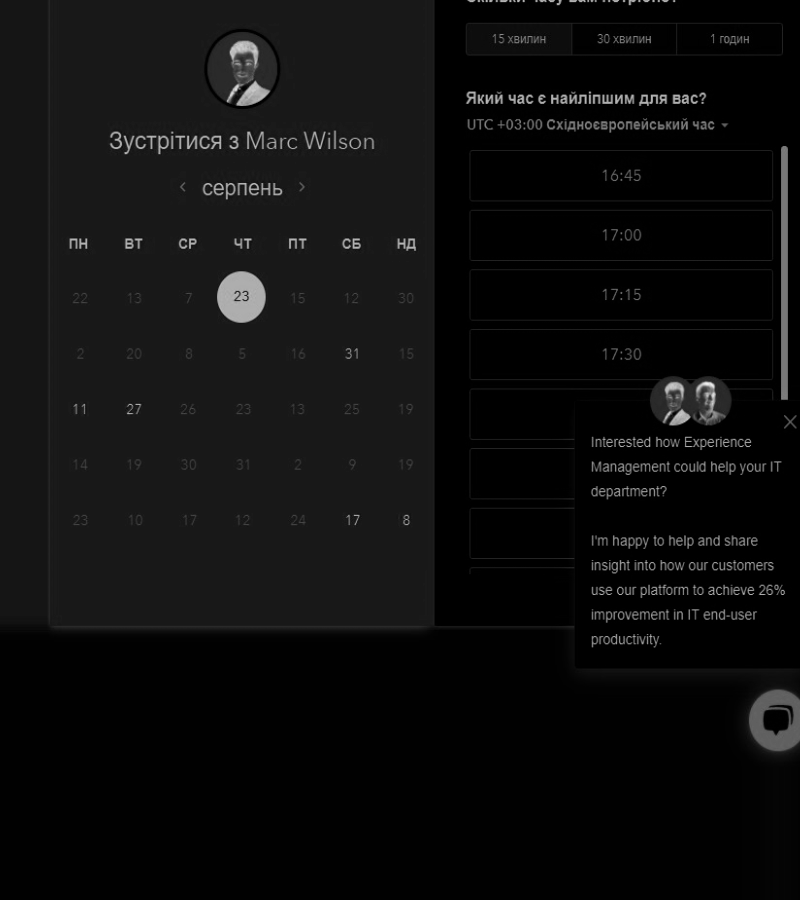 Зустрітися з Marc Wilson
серпень
ПН ВТ СР ЧТ ПТ СБ НД
22 13 7 23 15 12 30
2 20 8 5 16 31 15
11 27 26 23 13 25 19
14 19 30 31 2 9 19
23 10 17 12 24 17 8
15 хвилин 30 хвилин 1 годин
Який час є найліпшим для вас?
UTC +03:00 Східноєвропейський час
16:45
17:00
17:15
17:30
Interested how Experience
Management could help your IT
department?
I'm happy to help and share
insight into how our customers
use our platform to achieve 26%
improvement in IT end-user
productivity.